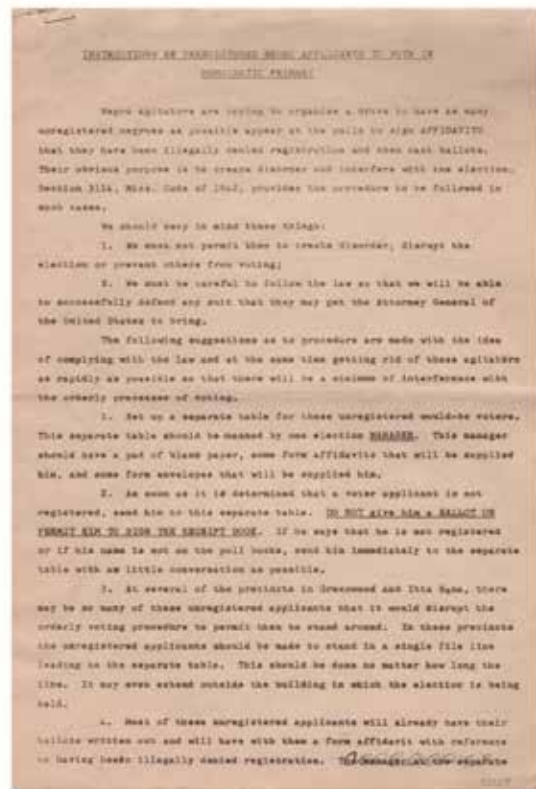 INSTRUCTIONS ON UNREGISTERED NEGRO APPLICANTS TO VOTE IN
DEMOCRATIC PRIMARY
Negro agitators are trying to organize a drive to have as many
unregistered negroes as possible appear at the polls to sign AFFIDAVITS
that they have been illegally denied registration and then cast ballots.
Their obvious purpose is to create disorder and interfere with the election.
Section 3114, Miss. Code of 1942, provides the procedure to be followed in
such cases.
We should keep in mind these things:
1. We must not permit them to create disorder, disrupt the
election or prevent others from voting;
2. We must be careful to follow the law so that we will be able
to successfully defend any suit that they may get the Attorney General of
the United States to bring.
The following suggestions as to procedure are made with the idea
of complying with the law and at the same time getting rid of these agitators
as rapidly as possible so that there will be a minimum of interference with
the orderly processes of voting.
1. Set up a separate table for these unregistered would-be voters.
This separate table should be manned by one election MANAGER. This manager
should have a pad of blank paper, some form affidavits that will be supplied
him, and some form envelopes that will be supplied him.
2. As soon as it is determined that a voter applicant is not
registered, send him to this separate table. DO NOT give him a BALLOT OR
PERMIT HIM TO SIGN THE RECEIPT BOOK. If he says that he is not registered
or if his name is not on the poll books, send him immediately to the separate
table with as little conversation as possible.
3. At several of the precincts in Greenwood and Itta Bena, there
may be so many of these unregistered applicants that it would disrupt the
orderly voting procedure to permit them to stand around. In these precincts
the unregistered applicants should be made to stand in a single file line
leading to the separate table. This should be done no matter how long the
line. It may even extend outside the building in which the election is being
held.
4. Most of these unregistered applicants will already have their
ballots written out and will have with them a form affidavit with reference
to having been illegally denied registration. The manager at the separate